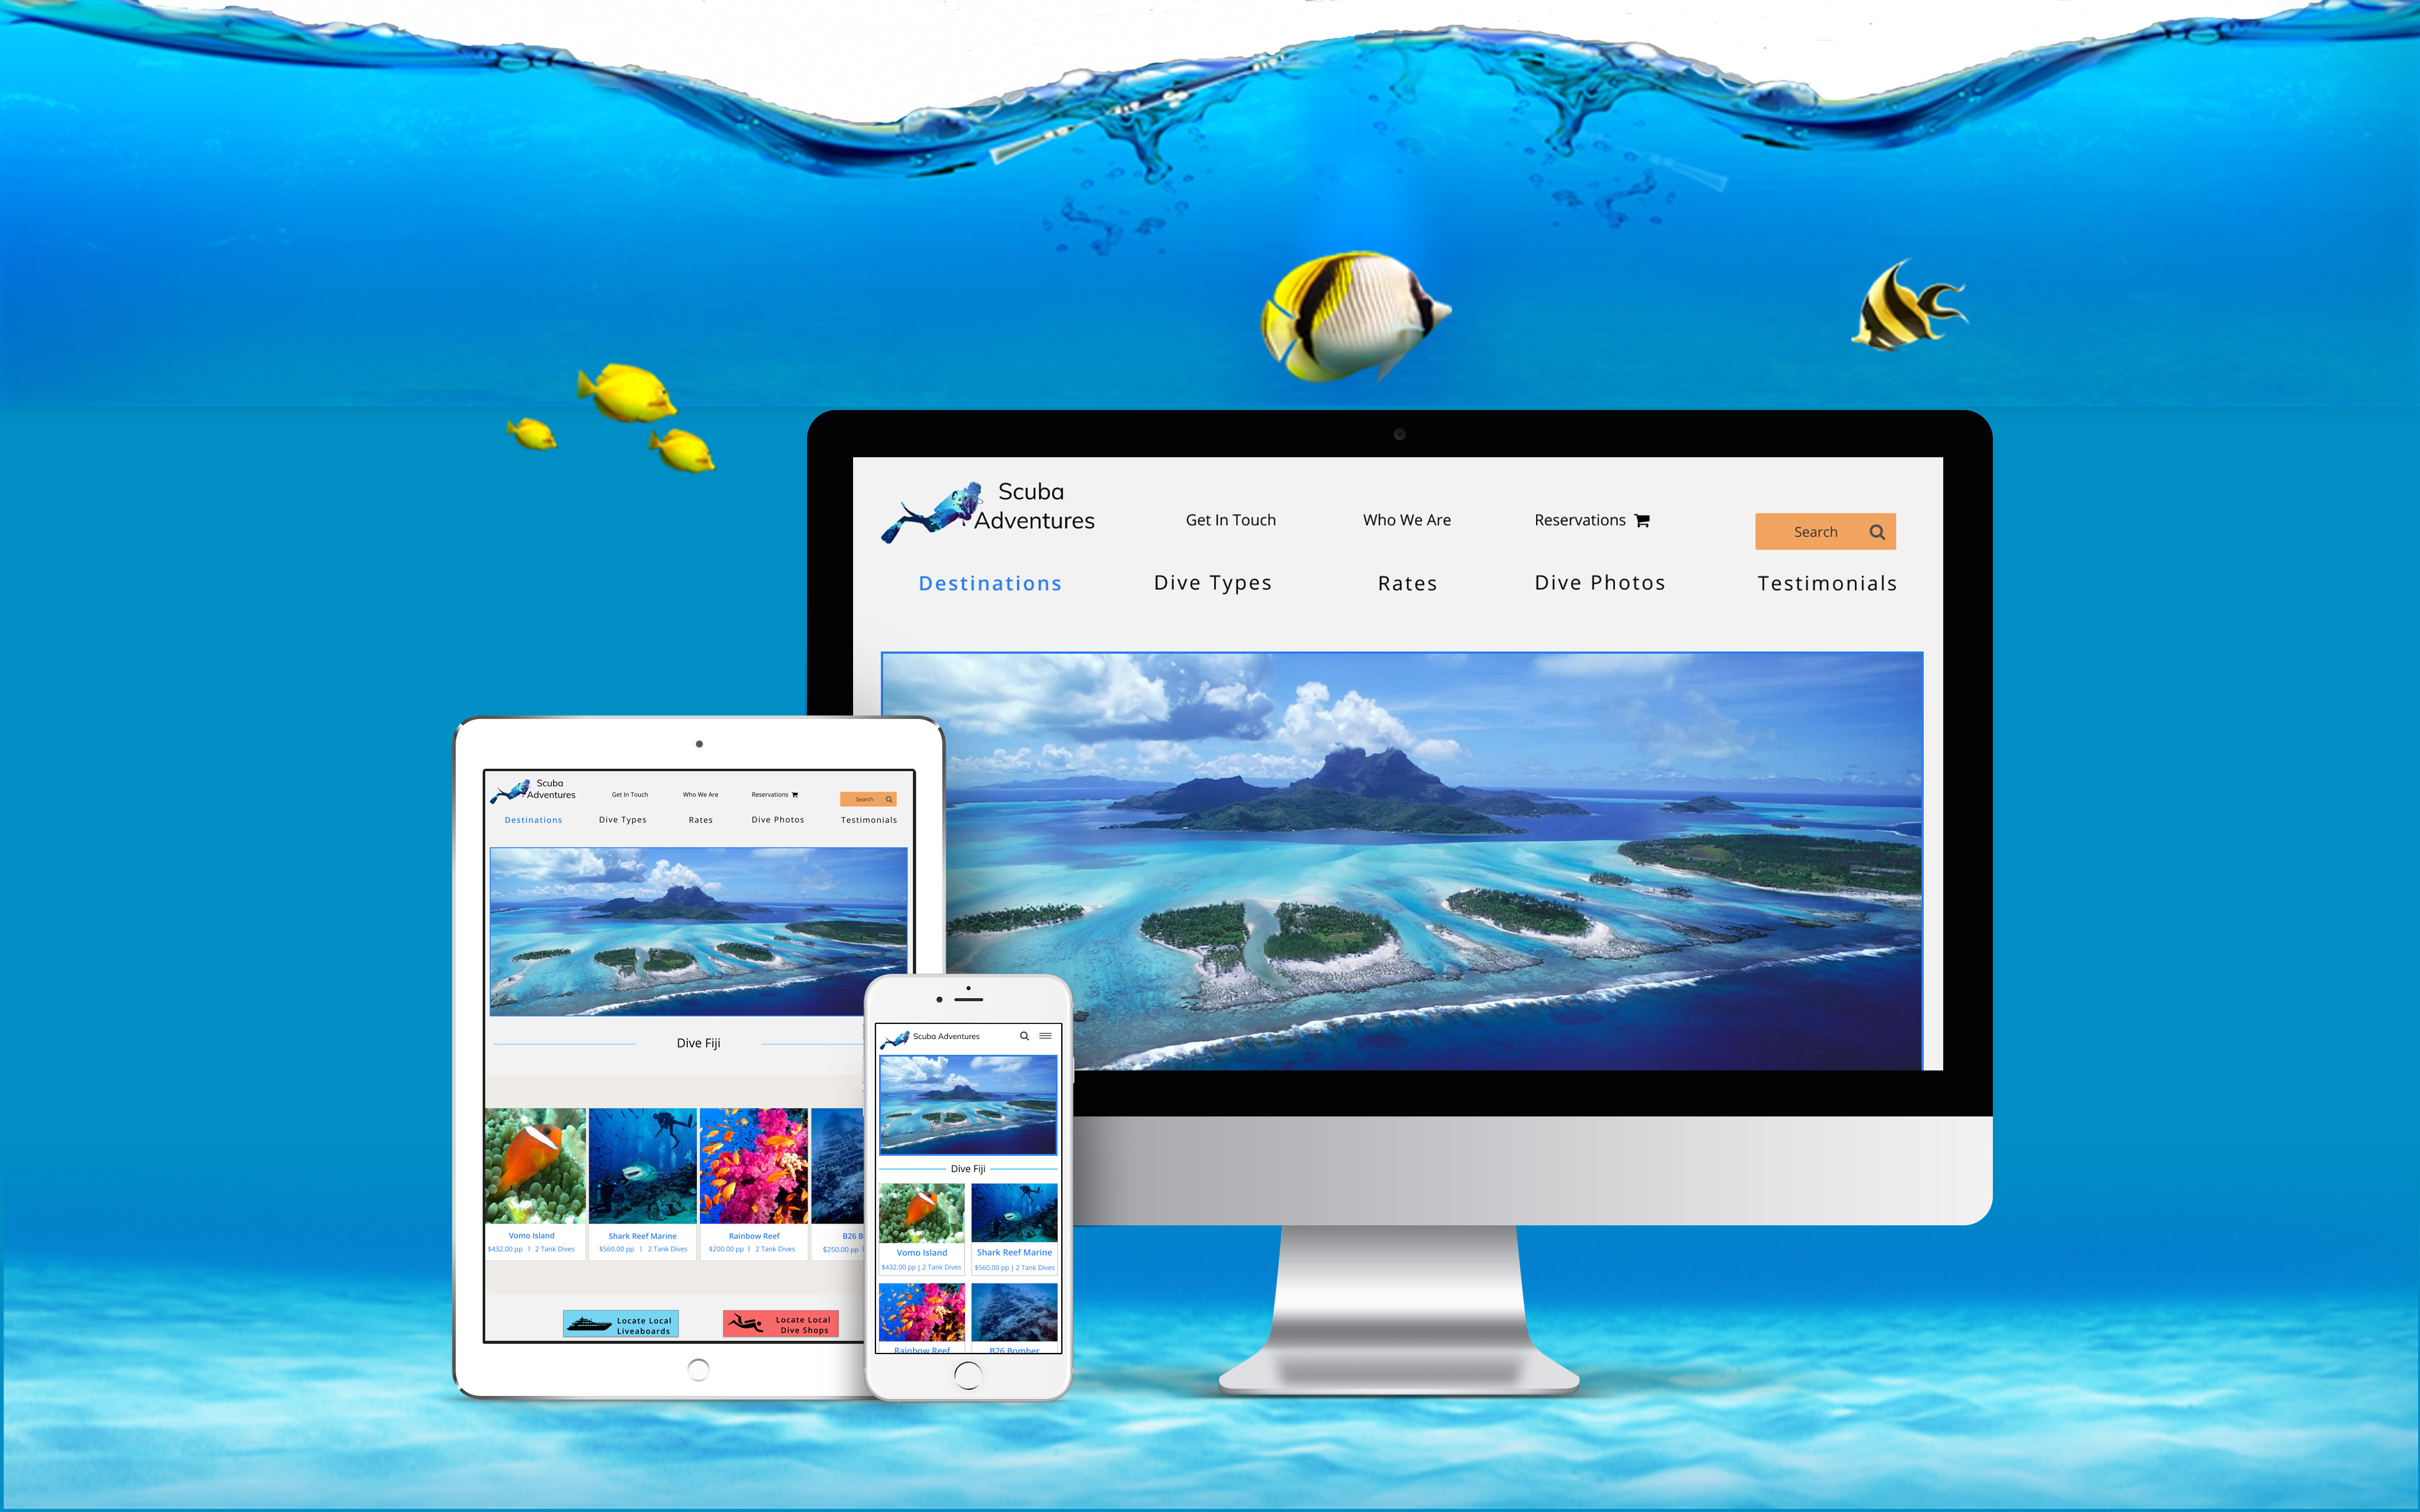 Scuba
Adventures
Get In Touch
Who We Are
Reservations
Search
Destinations
Dive Types
Rates
Dive Photos
Testimonials
Scuba
Adventures
Get In Touch
Who We Are
Reservations
Search
Destinations
Dive Types
Rates
Dive Photos
Testimonials
Dive Fiji
Vomo Island
$432.00 pp | 2 Tank Dives
Shark Reef Marine
$560.00 pp | 2 Tank Dives
Rainbow Reef
$200.00 pp | 2 Tank Dives
B26 B
$250.00 pp |
Locate Local
Liveaboards
Locate Local
Dive Shops
Scuba Adventures
Dive Fiji
Vomo Island
$432.00 pp | 2 Tank Dives
Shark Reef Marine
$560.00 pp | 2 Tank Dives
Rainbow Reef
B26 Bomber